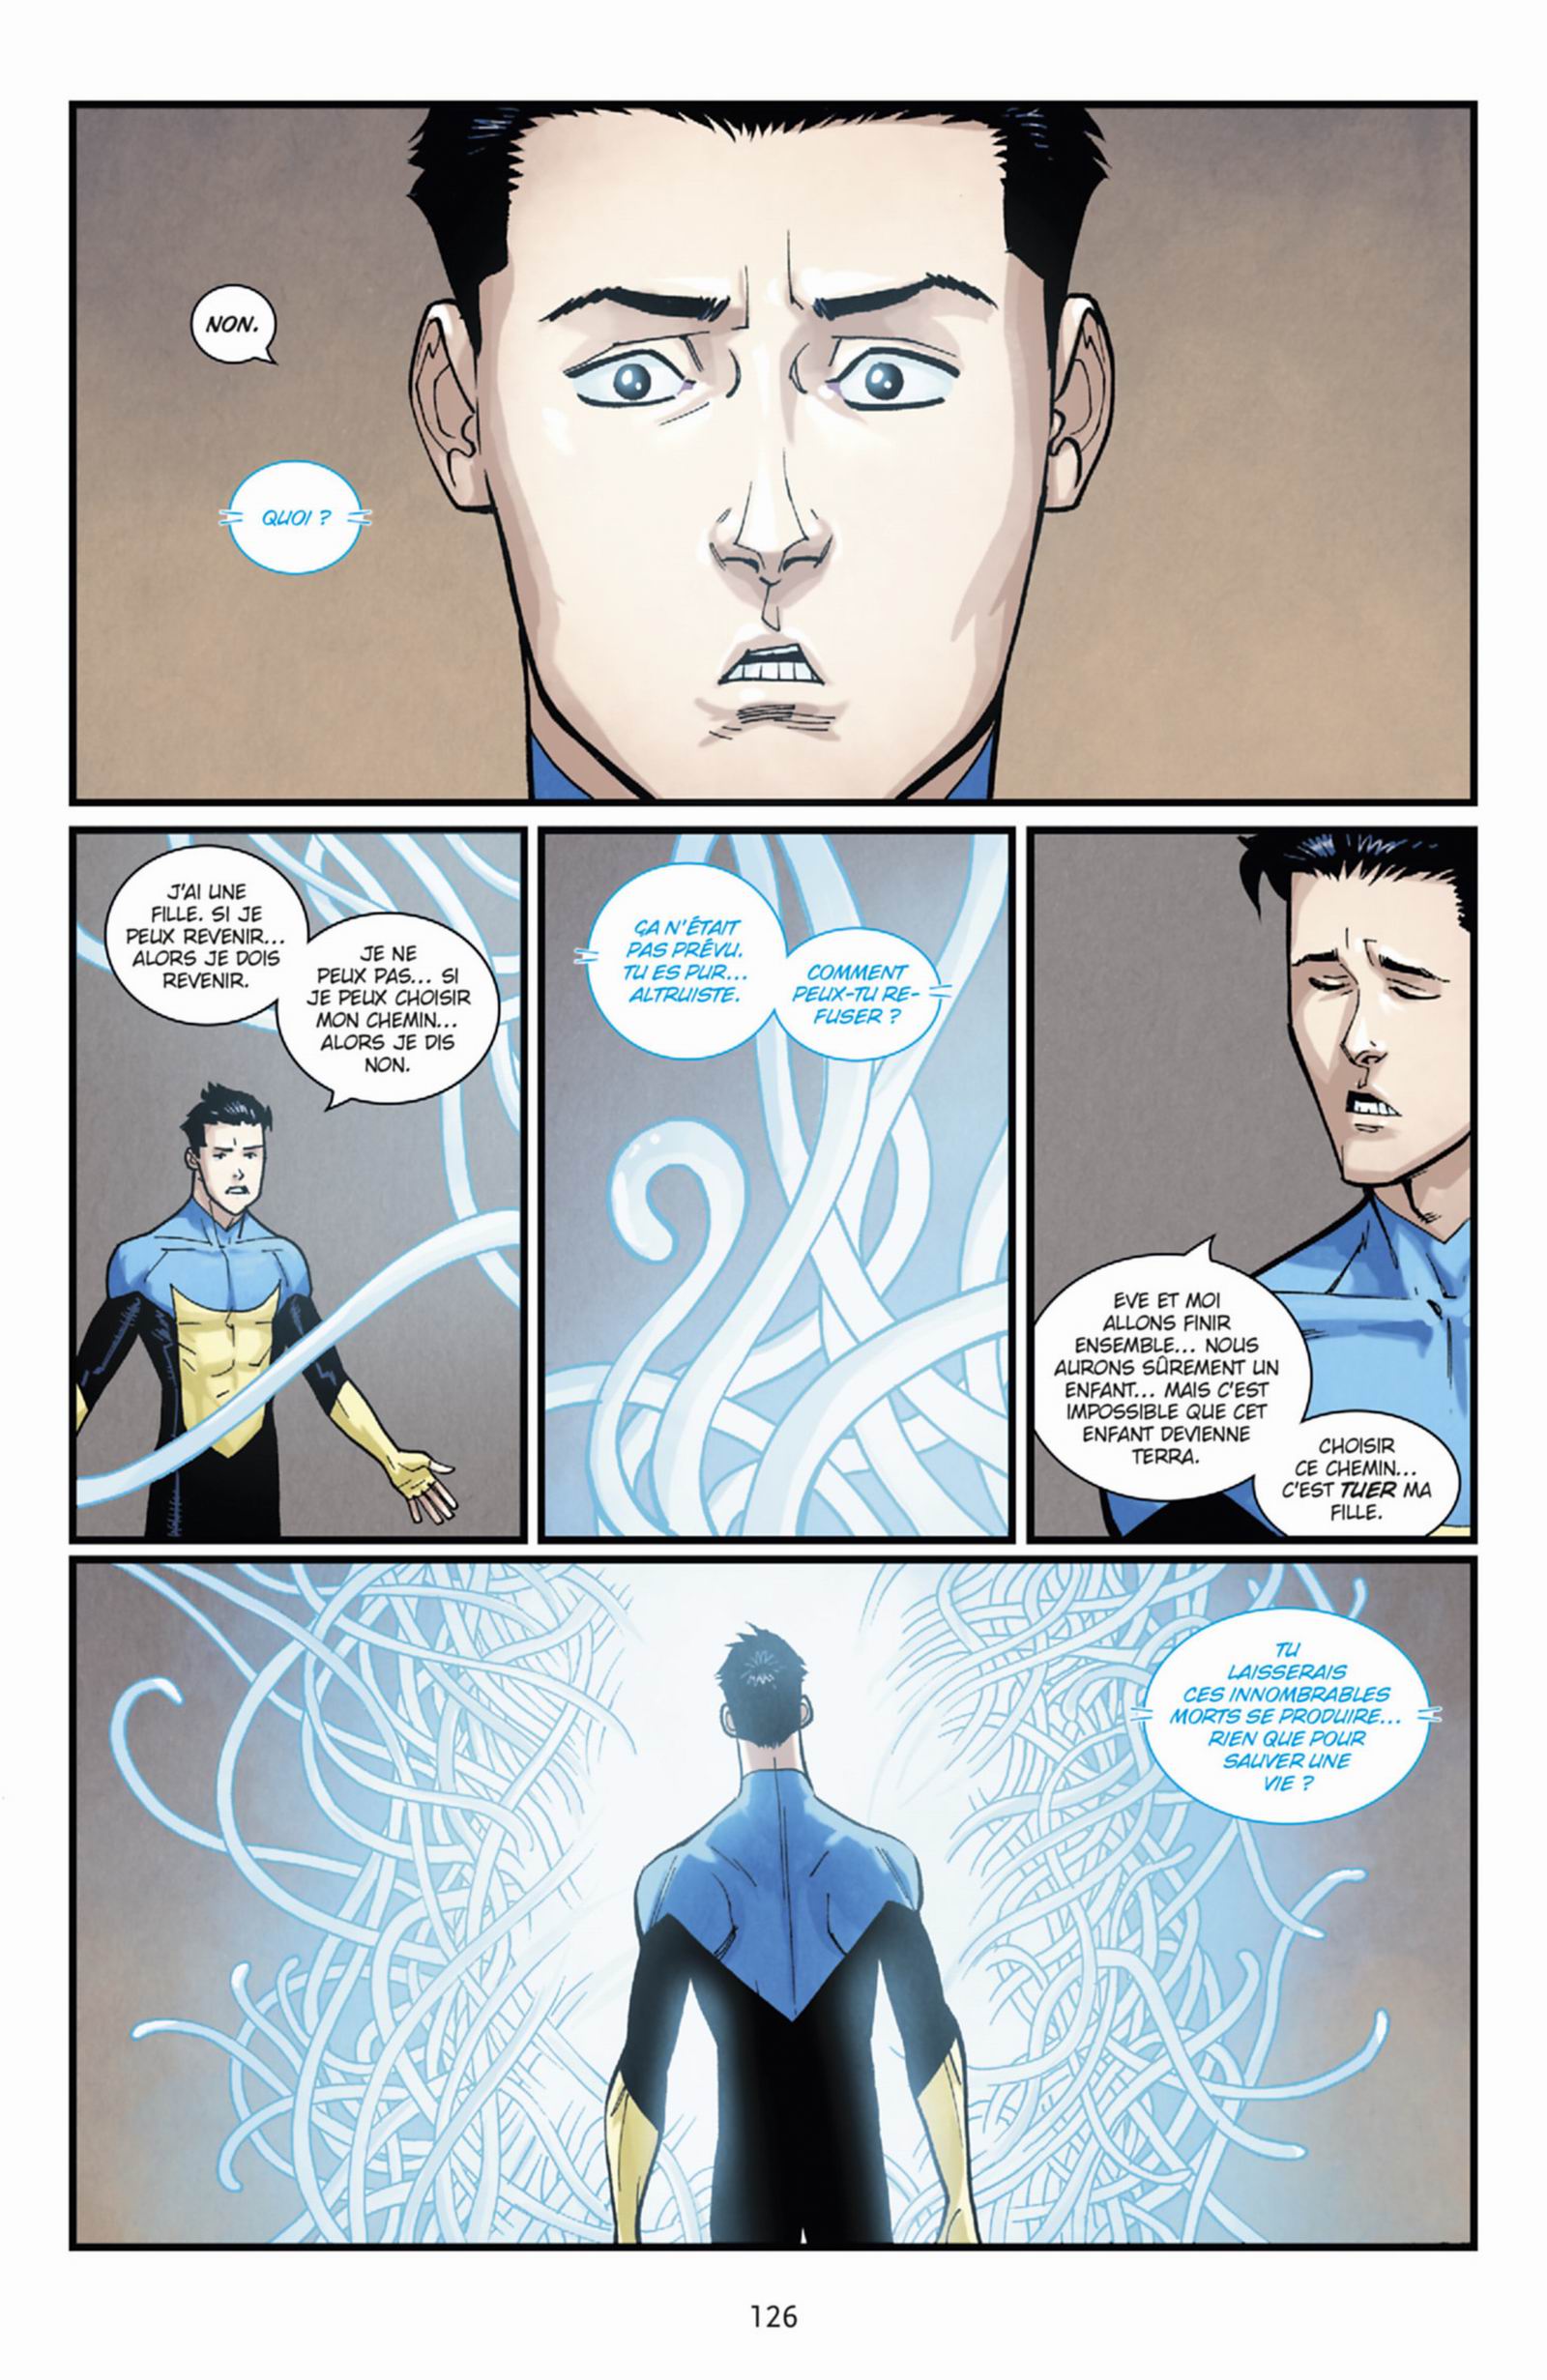 NON.
QUOI ?
J'AI UNE
FILLE. SI JE
PEUX REVENIR...
ALORS JE DOIS
REVENIR.
JE NE
PEUX PAS... SI
JE PEUX CHOISIR
MON CHEMIN...
ALORS JE DIS
NON.
ÇA N'ÉTAIT
PAS PRÉVU.
TU ES PUR...
ALTRUISTE.
COMMENT
PEUX-TU RE-
FUSER ?
EVE ET MOI
ALLONS FINIR
ENSEMBLE... NOUS
AURONS SÛREMENT UN
ENFANT... MAIS C'EST
IMPOSSIBLE QUE CET
ENFANT DEVIENNE
TERRA.
CHOISIR
CE CHEMIN...
C'EST TUER MA
FILLE.
TU
LAISSERAIS
CES INNOMBRABLES
MORTS SE PRODUIRE...
RIEN QUE POUR
SAUVER UNE
VIE ?
126